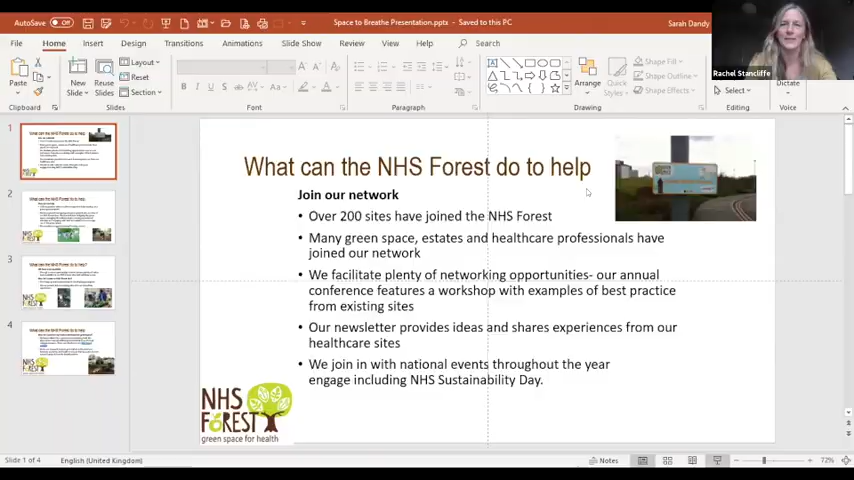 AutoSave Off
Space to Breathe Presentation.pptx - Saved to this PC
Sarah Dandy
File Home Insert Design Transitions Animations Slide Show Review View Help Search
Rachel Stancliffe
Paste
New Slide
Reuse Slides
Layout
Reset
Section
Shape Fill
Shape Outline
Shape Effects
Arrange
Quick Styles
Select
Dictate
Clipboard Slides Font Paragraph Drawing Editing Voice
1
2
3
4
What can the NHS Forest do to help
Join our network
• Over 200 sites have joined the NHS Forest
• Many green space, estates and healthcare professionals have
joined our network
• We facilitate plenty of networking opportunities- our annual
conference features a workshop with examples of best practice
from existing sites
• Our newsletter provides ideas and shares experiences from our
healthcare sites
• We join in with national events throughout the year
engage including NHS Sustainability Day.
NHS
FOREST
green space for health
Slide 1 of 4 English (United Kingdom) Notes 72%